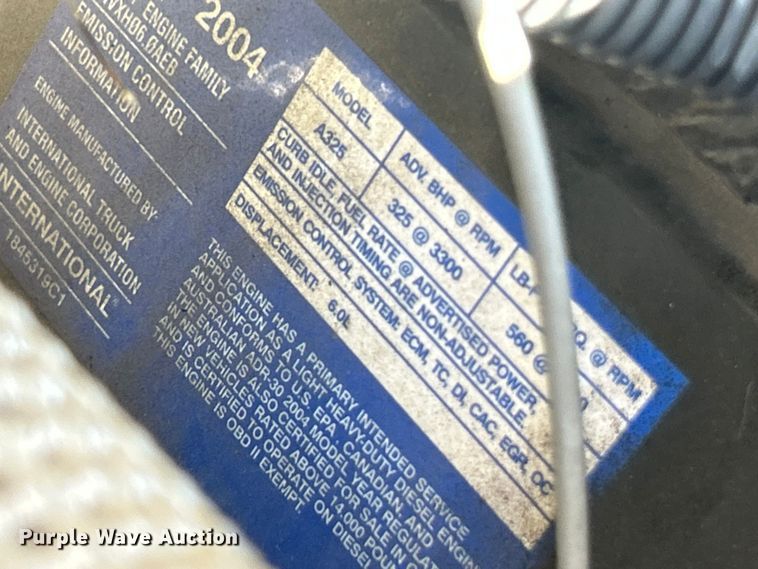 2004
ENGINE FAMILY
EMISSION CONTROL
INFORMATION
ENGINE MANUFACTURED BY:
INTERNATIONAL TRUCK
AND ENGINE CORPORATION
INTERNATIONAL®
1845319C1
MODEL ADV. BHP @ RPM @ RPM
A325 325 @ 3300 560 @
CURB IDLE, FUEL RATE @ ADVERTISED POWER,
AND INJECTION TIMING ARE NON-ADJUSTABLE.
EMISSION CONTROL SYSTEM: ECM, TC, DI, CAC, EGR, OC
DISPLACEMENT: 6.0L
THIS ENGINE HAS A PRIMARY INTENDED SERVICE
APPLICATION AS A LIGHT HEAVY-DUTY DIESEL
AND CONFORMS TO U.S. EPA, CANADIAN, AND
AUSTRALIAN ADR 30 2004 MODEL YEAR
THE ENGINE IS ALSO CERTIFIED FOR SALE IN
IN NEW VEHICLES RATED ABOVE 14,000
AND IS CERTIFIED TO OPERATE ON DIESEL
THIS ENGINE IS OBD II EXEMPT.
Purple Wave Auction